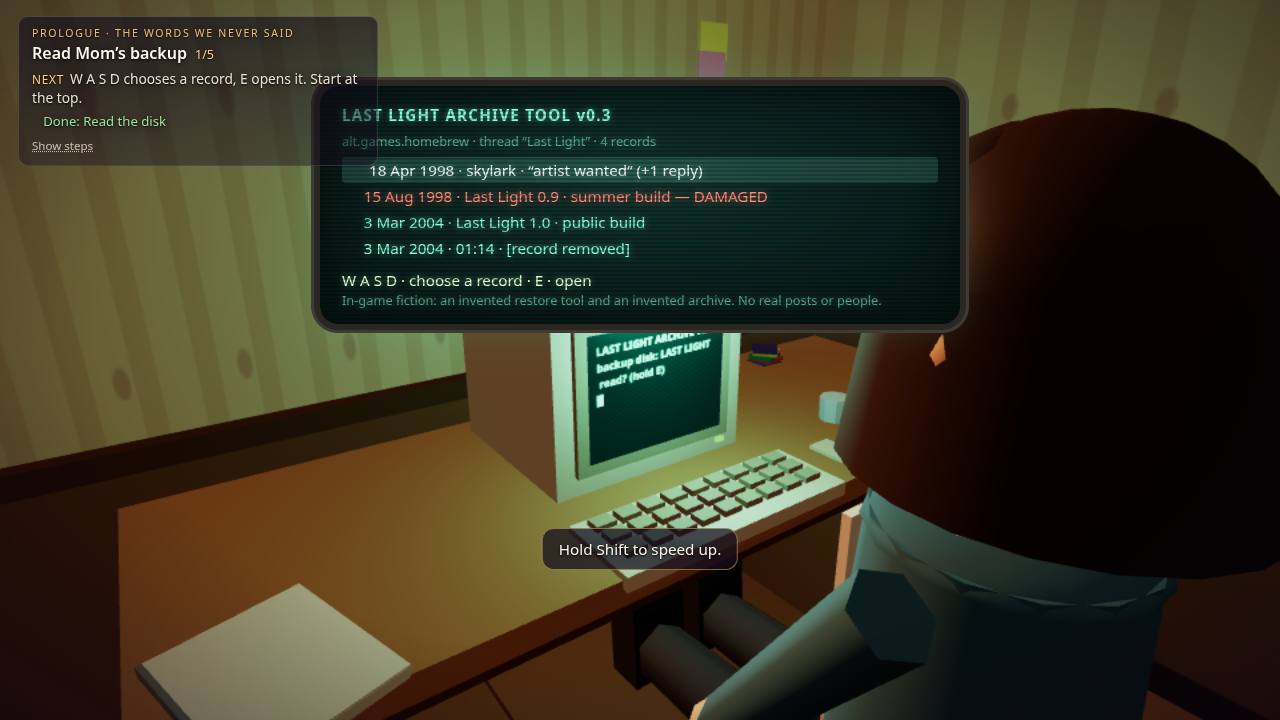 PROLOGUE · THE WORDS WE NEVER SAID
Read Mom’s backup 1/5
NEXT W A S D chooses a record, E opens it. Start at
the top.
Done: Read the disk
Show steps
LAST LIGHT ARCHIVE TOOL v0.3
alt.games.homebrew · thread “Last Light” · 4 records
18 Apr 1998 · skylark · “artist wanted” (+1 reply)
15 Aug 1998 · Last Light 0.9 · summer build — DAMAGED
3 Mar 2004 · Last Light 1.0 · public build
3 Mar 2004 · 01:14 · [record removed]
W A S D · choose a record · E · open
In-game fiction: an invented restore tool and an invented archive. No real posts or people.
LAST LIGHT
backup disk: LAST LIGHT
read? (hold E)
Hold Shift to speed up.